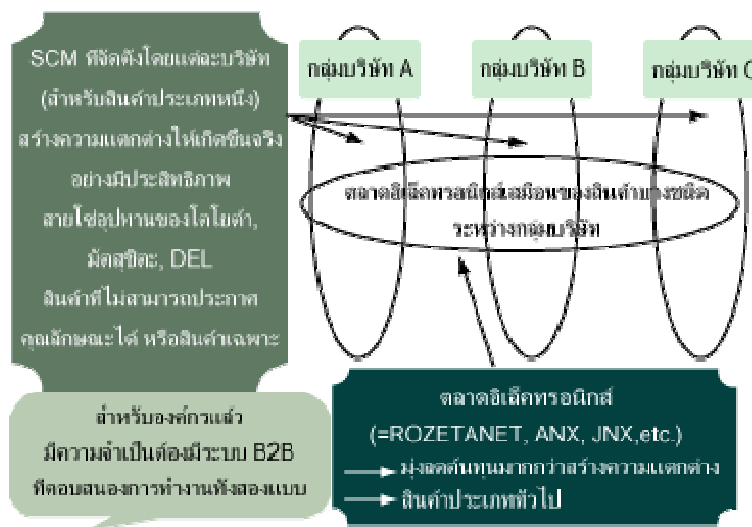 SCM ที่จัดตั้งโดยแต่ละบริษัท
(สำหรับสินค้าประเภทหนึ่ง)
สร้างความแตกต่างให้เกิดขึ้นจริง
อย่างมีประสิทธิภาพ
สายโซ่อุปทานของโตโยต้า,
มัตสุชิตะ, DEL
สินค้าที่ไม่สามารถประกาศ
คุณลักษณะได้ หรือสินค้าเฉพาะ
กลุ่มบริษัท A
กลุ่มบริษัท B
กลุ่มบริษัท C
ตลาดอิเล็คทรอนิกส์เสมือนของสินค้าบางชนิด
ระหว่างกลุ่มบริษัท
สำหรับองค์กรแล้ว
มีความจำเป็นต้องมีระบบ B2B
ที่ตอบสนองการทำงานทั้งสองแบบ
ตลาดอิเล็คทรอนิกส์
(=ROZETANET, ANX, JNX,etc.)
มุ่งลดต้นทุนมากกว่าสร้างความแตกต่าง
สินค้าประเภททั่วไป